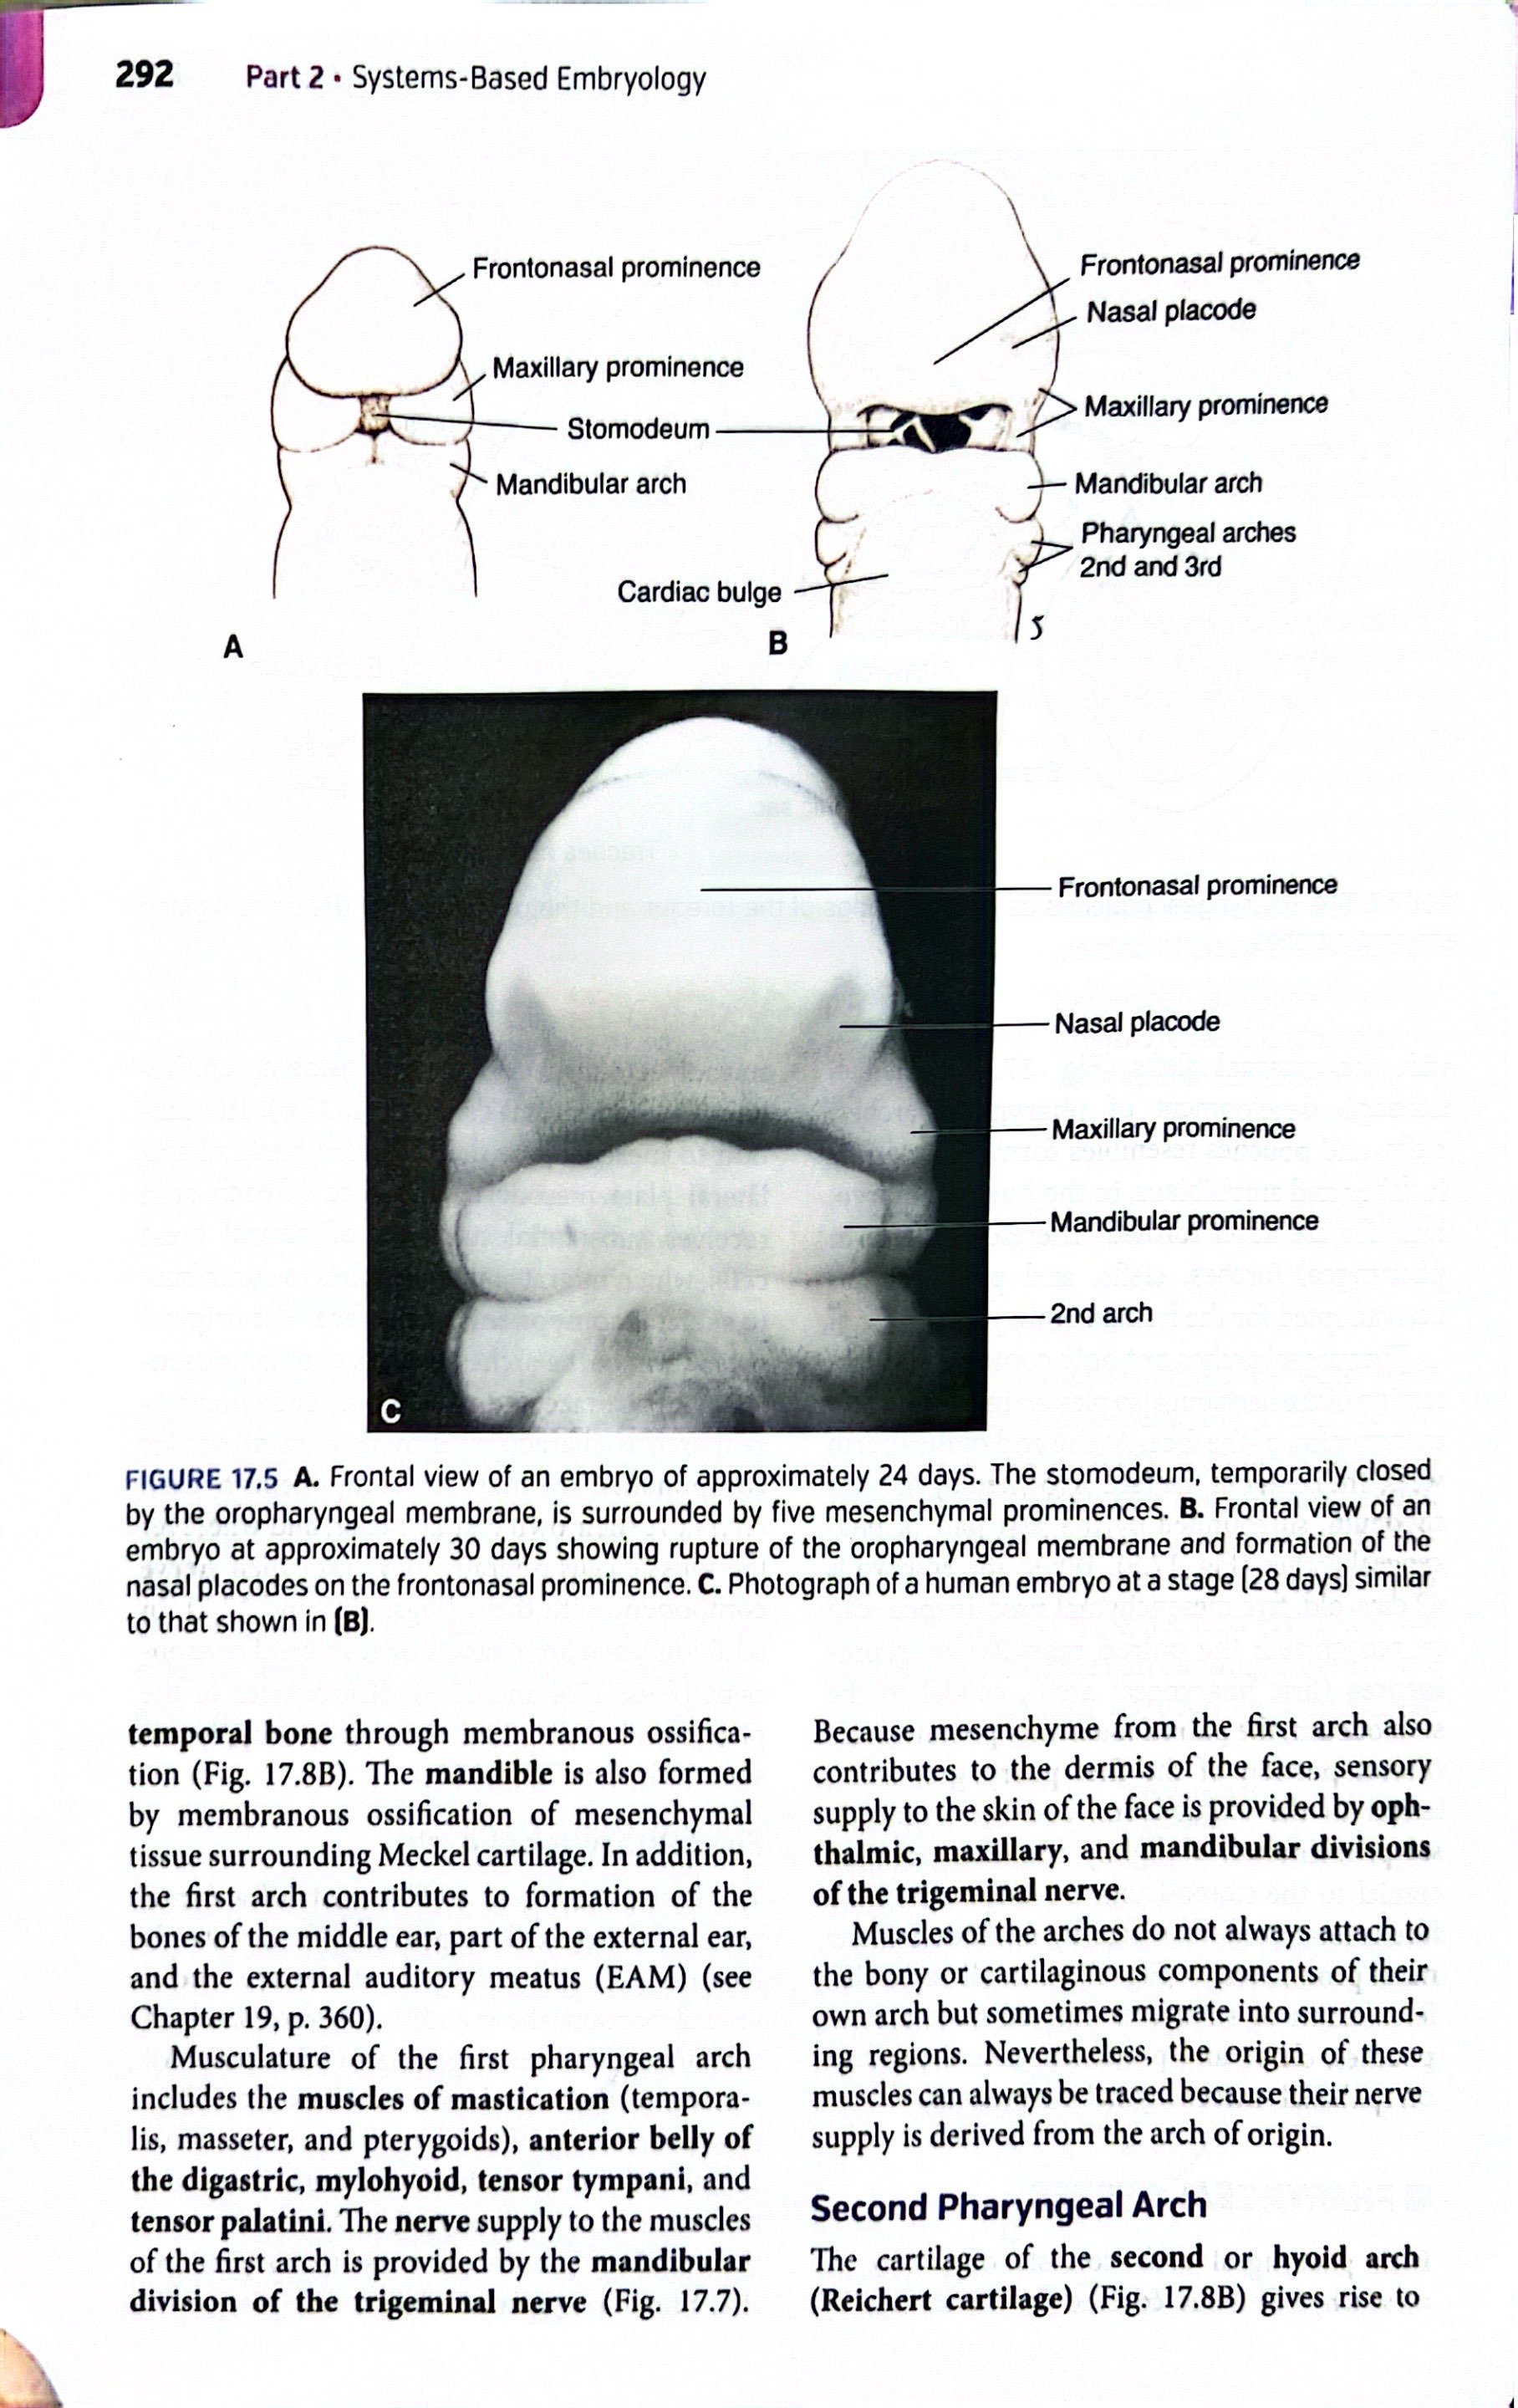 292 Part 2 • Systems-Based Embryology
Frontonasal prominence
Maxillary prominence
Stomodeum
Mandibular arch
A
Frontonasal prominence
Nasal placode
Maxillary prominence
Mandibular arch
Pharyngeal arches
2nd and 3rd
Cardiac bulge
B
Frontonasal prominence
Nasal placode
Maxillary prominence
Mandibular prominence
2nd arch
C
FIGURE 17.5 A. Frontal view of an embryo of approximately 24 days. The stomodeum, temporarily closed
by the oropharyngeal membrane, is surrounded by five mesenchymal prominences. B. Frontal view of an
embryo at approximately 30 days showing rupture of the oropharyngeal membrane and formation of the
nasal placodes on the frontonasal prominence. C. Photograph of a human embryo at a stage (28 days) similar
to that shown in (B).
temporal bone through membranous ossifica-
tion (Fig. 17.8B). The mandible is also formed
by membranous ossification of mesenchymal
tissue surrounding Meckel cartilage. In addition,
the first arch contributes to formation of the
bones of the middle ear, part of the external ear,
and the external auditory meatus (EAM) (see
Chapter 19, p. 360).
Musculature of the first pharyngeal arch
includes the muscles of mastication (tempora-
lis, masseter, and pterygoids), anterior belly of
the digastric, mylohyoid, tensor tympani, and
tensor palatini. The nerve supply to the muscles
of the first arch is provided by the mandibular
division of the trigeminal nerve (Fig. 17.7).
Because mesenchyme from the first arch also
contributes to the dermis of the face, sensory
supply to the skin of the face is provided by oph-
thalmic, maxillary, and mandibular divisions
of the trigeminal nerve.
Muscles of the arches do not always attach to
the bony or cartilaginous components of their
own arch but sometimes migrate into surround-
ing regions. Nevertheless, the origin of these
muscles can always be traced because their nerve
supply is derived from the arch of origin.
Second Pharyngeal Arch
The cartilage of the second or hyoid arch
(Reichert cartilage) (Fig. 17.8B) gives rise to